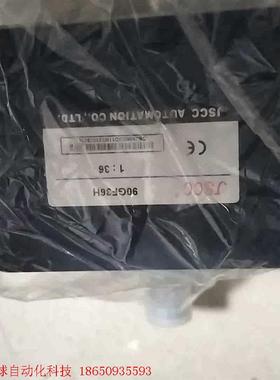 JSCC
90GF36H
1:36
CE
JSCC AUTOMATION CO., LTD.
球自动化科技 18650935593